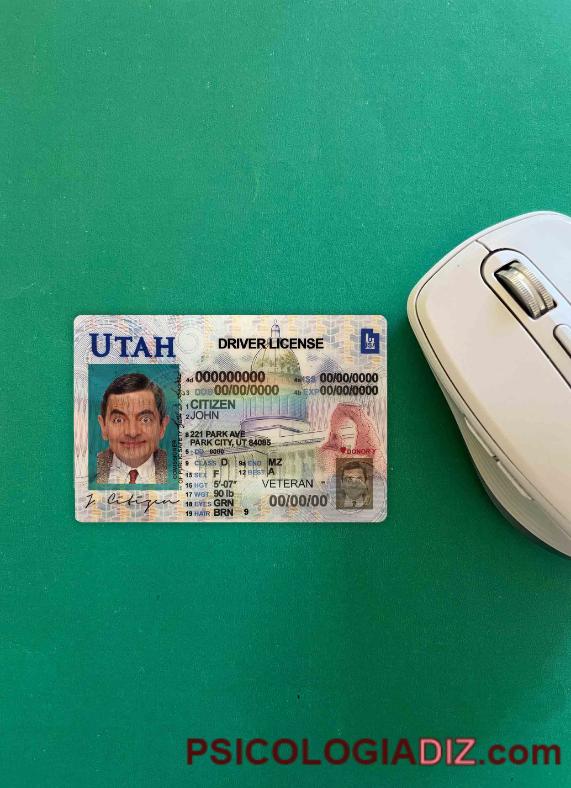 UTAH DRIVER LICENSE
4d 000000000 4a ISS 00/00/0000
3 DOB 00/00/0000 4b EXP 00/00/0000
1 CITIZEN
2 JOHN
8 221 PARK AVE
PARK CITY, UT 84085
5 DD 0000
DONOR Y
9 CLASS D 9a END MZ
15 SEX F 12 REST A
16 HGT 5'-07" VETERAN
17 WGT 90 lb 00/00/00
18 EYES GRN
19 HAIR BRN 9
J. Citizen
PSICOLOGIADIZ.com